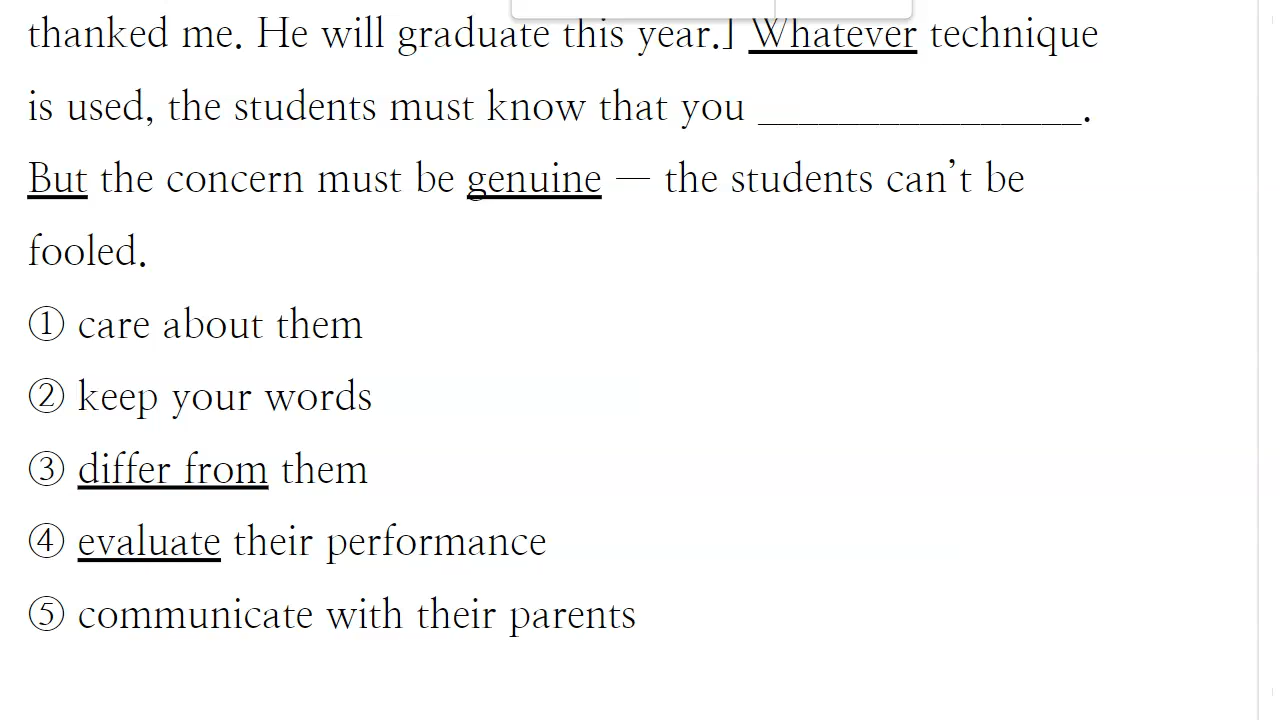 thanked me. He will graduate this year.] Whatever technique
is used, the students must know that you ________________.
But the concern must be genuine — the students can't be
fooled.
① care about them
② keep your words
③ differ from them
④ evaluate their performance
⑤ communicate with their parents